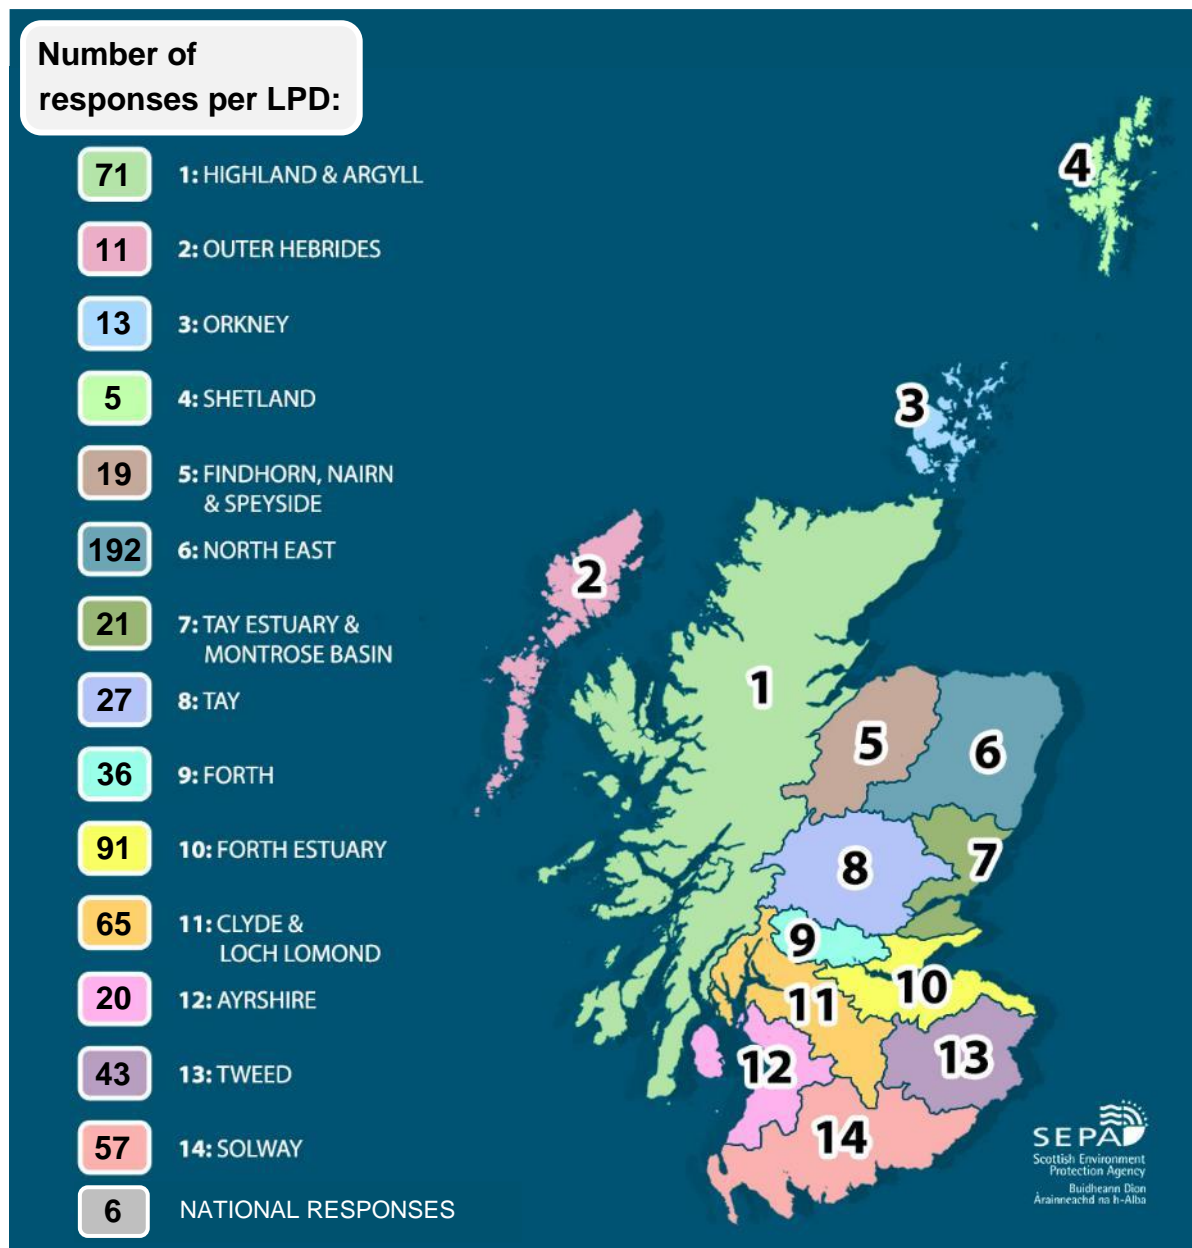 Number of
responses per LPD:
71 1: HIGHLAND & ARGYLL
11 2: OUTER HEBRIDES
13 3: ORKNEY
5 4: SHETLAND
19 5: FINDHORN, NAIRN
& SPEYSIDE
192 6: NORTH EAST
21 7: TAY ESTUARY &
MONTROSE BASIN
27 8: TAY
36 9: FORTH
91 10: FORTH ESTUARY
65 11: CLYDE &
LOCH LOMOND
20 12: AYRSHIRE
43 13: TWEED
57 14: SOLWAY
6 NATIONAL RESPONSES
4
3
2
1
5
6
7
8
9
10
11
12
13
14
SEPA
Scottish Environment
Protection Agency
Buidheann Dìon
Àrainneachd na h-Alba